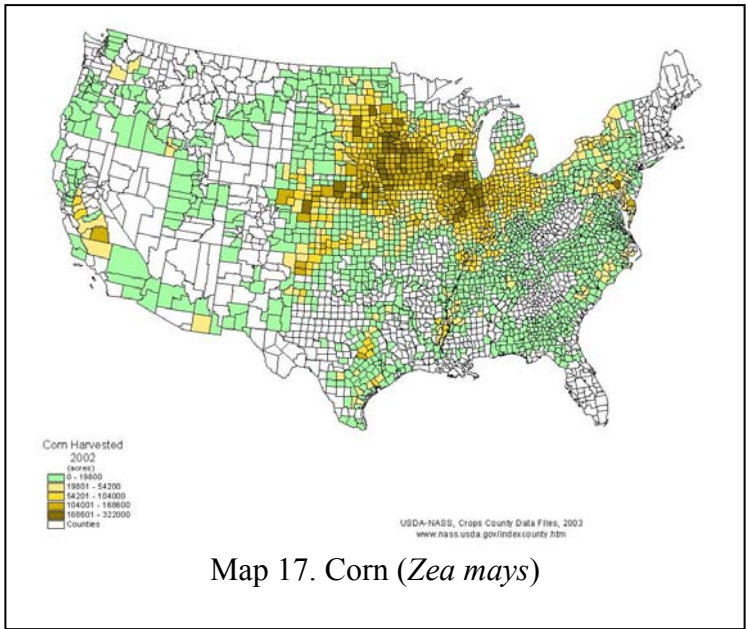 Corn Harvested
2002
(acres)
0 - 19800
19801 - 54200
54201 - 104000
104001 - 168600
168601 - 322000
Counties
USDA-NASS, Crops County Data Files, 2003
www.nass.usda.gov/indexcounty.htm
Map 17. Corn (Zea mays)